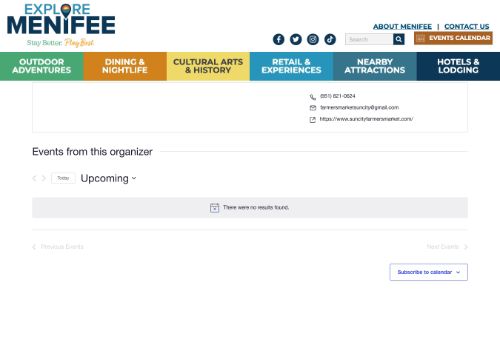 EXPLORE
MENIFEE
Stay Better. Play Best.
ABOUT MENIFEE | CONTACT US
Search
EVENTS CALENDAR
OUTDOOR
ADVENTURES
DINING &
NIGHTLIFE
CULTURAL ARTS
& HISTORY
RETAIL &
EXPERIENCES
NEARBY
ATTRACTIONS
HOTELS &
LODGING
(951) 621-0624
farmersmarketsuncity@gmail.com
https://www.suncityfarmersmarket.com/
Events from this organizer
Today
Upcoming
There were no results found.
Previous Events
Next Events
Subscribe to calendar